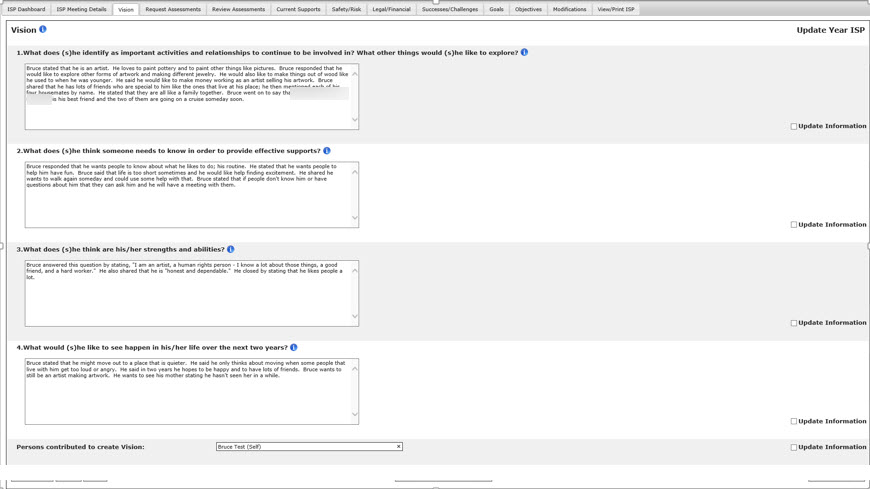 ISP Dashboard ISP Meeting Details Vision Request Assessments Review Assessments Current Supports Safety/Risk Legal/Financial Successes/Challenges Goals Objectives Modifications View/Print ISP
Vision
Update Year ISP
1.What does (s)he identify as important activities and relationships to continue to be involved in? What other things would (s)he like to explore?
Bruce stated that he is an artist. He loves to paint pottery and to paint other things like pictures. Bruce responded that he
would like to explore other forms of artwork and making different jewelry. He would also like to make things out of wood like
he used to when he was younger. He said he would like to make money working as an artist selling his artwork. Bruce
shared that he has lots of friends who are special to him like the ones that live at his place; he then mentioned each of his
four housemates by name. He stated that they are all like a family together. Bruce went on to say
is his best friend and the two of them are going on a cruise someday soon.
Update Information
2.What does (s)he think someone needs to know in order to provide effective supports?
Bruce responded that he wants people to know about what he likes to do; his routine. He stated that he wants people to
help him have fun. Bruce said that life is too short sometimes and he would like help finding excitement. He shared he
wants to walk again someday and could use some help with that. Bruce stated that if people don't know him or have
questions about him that they can ask him and he will have a meeting with them.
Update Information
3.What does (s)he think are his/her strengths and abilities?
Bruce answered this question by stating, "I am an artist, a human rights person - I know a lot about those things, a good
friend, and a hard worker." He also shared that he is "honest and dependable." He closed by stating that he likes people a
lot.
Update Information
4.What would (s)he like to see happen in his/her life over the next two years?
Bruce stated that he might move out to a place that is quieter. He said he only thinks about moving when some people that
live with him get too loud or angry. He said in two years he hopes to be happy and to have lots of friends. Bruce wants to
still be an artist making artwork. He wants to see his mother stating he hasn't seen her in a while.
Update Information
Persons contributed to create Vision: Bruce Test (Self) Update Information